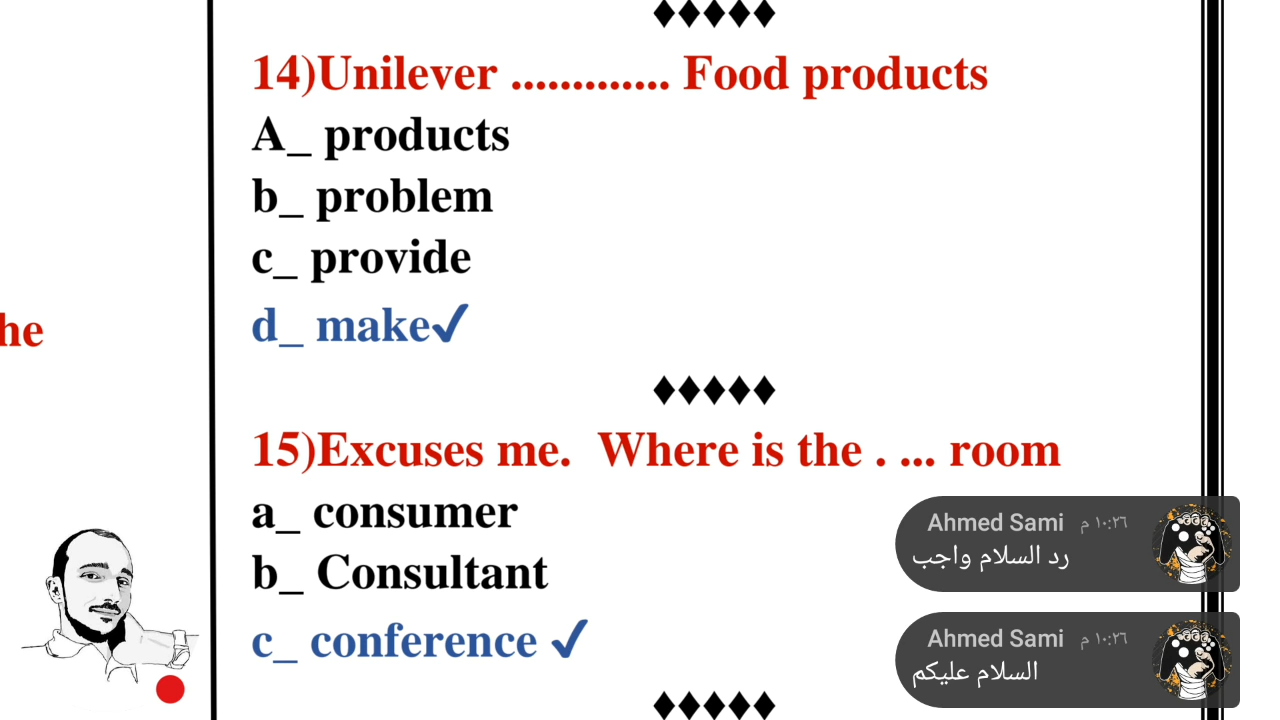 14)Unilever ............. Food products
A_ products
b_ problem
c_ provide
d_ make✓
he
15)Excuses me.  Where is the . ... room
a_ consumer
b_ Consultant
c_ conference ✓
Ahmed Sami ١٠:٢٦ م
رد السلام واجب
Ahmed Sami ١٠:٢٦ م
السلام عليكم